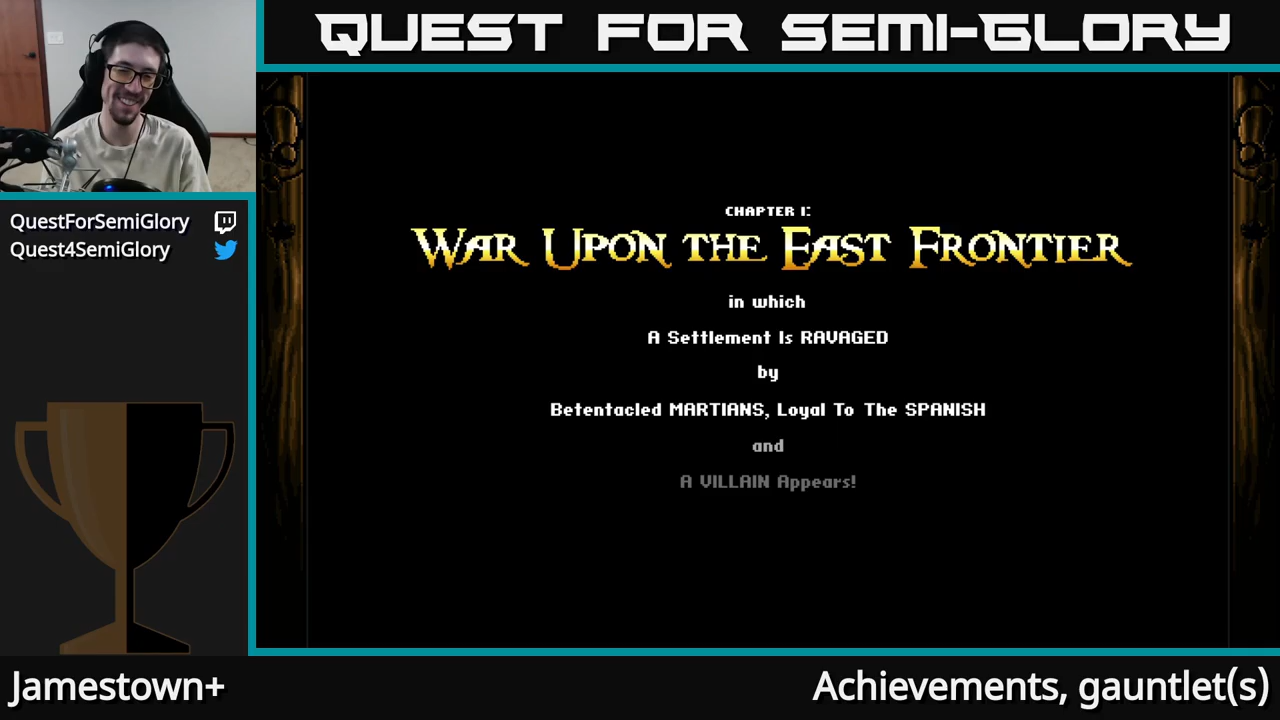 QUEST FOR SEMI-GLORY
QuestForSemiGlory
Quest4SemiGlory
CHAPTER I:
WAR UPON THE EAST FRONTIER
in which
A Settlement Is RAVAGED
by
Betentacled MARTIANS, Loyal To The SPANISH
and
A VILLAIN Appears!
Jamestown+
Achievements, gauntlet(s)